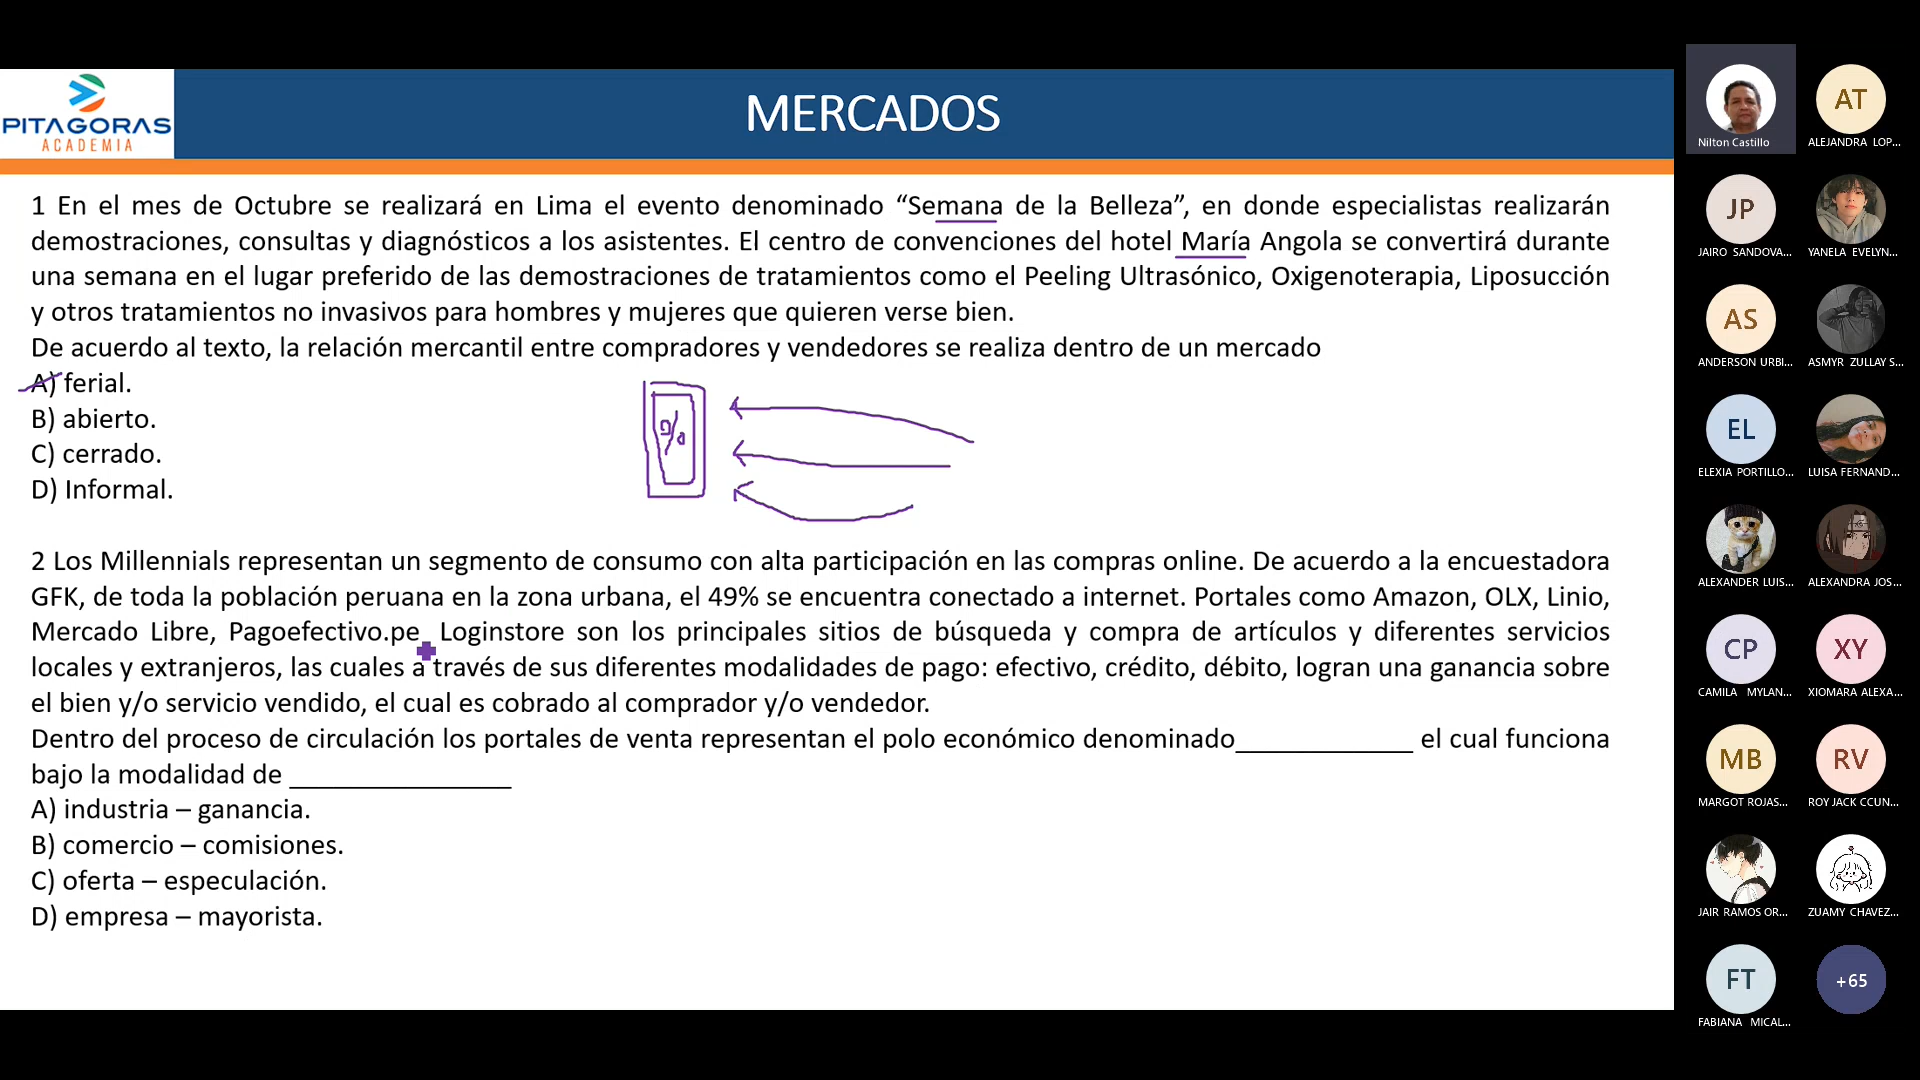 PITAGORAS
ACADEMIA
MERCADOS
1 En el mes de Octubre se realizará en Lima el evento denominado “Semana de la Belleza”, en donde especialistas realizarán
demostraciones, consultas y diagnósticos a los asistentes. El centro de convenciones del hotel María Angola se convertirá durante
una semana en el lugar preferido de las demostraciones de tratamientos como el Peeling Ultrasónico, Oxigenoterapia, Liposucción
y otros tratamientos no invasivos para hombres y mujeres que quieren verse bien.
De acuerdo al texto, la relación mercantil entre compradores y vendedores se realiza dentro de un mercado
A) ferial.
B) abierto.
C) cerrado.
D) Informal.
2 Los Millennials representan un segmento de consumo con alta participación en las compras online. De acuerdo a la encuestadora
GFK, de toda la población peruana en la zona urbana, el 49% se encuentra conectado a internet. Portales como Amazon, OLX, Linio,
Mercado Libre, Pagoefectivo.pe, Loginstore son los principales sitios de búsqueda y compra de artículos y diferentes servicios
locales y extranjeros, las cuales a través de sus diferentes modalidades de pago: efectivo, crédito, débito, logran una ganancia sobre
el bien y/o servicio vendido, el cual es cobrado al comprador y/o vendedor.
Dentro del proceso de circulación los portales de venta representan el polo económico denominado____________ el cual funciona
bajo la modalidad de _______________
A) industria – ganancia.
B) comercio – comisiones.
C) oferta – especulación.
D) empresa – mayorista.
Nilton Castillo
AT
ALEJANDRA LOP...
JP
JAIRO SANDOVA...
YANELA EVELYN...
AS
ANDERSON URBI...
ASMYR ZULLAY S...
EL
ELEXIA PORTILLO...
LUISA FERNAND...
ALEXANDER LUIS...
ALEXANDRA JOS...
CP
CAMILA MYLAN...
XY
XIOMARA ALEXA...
MB
MARGOT ROJAS...
RV
ROY JACK CCUN...
JAIR RAMOS OR...
ZUAMY CHAVEZ...
FT
FABIANA MICAL...
+65